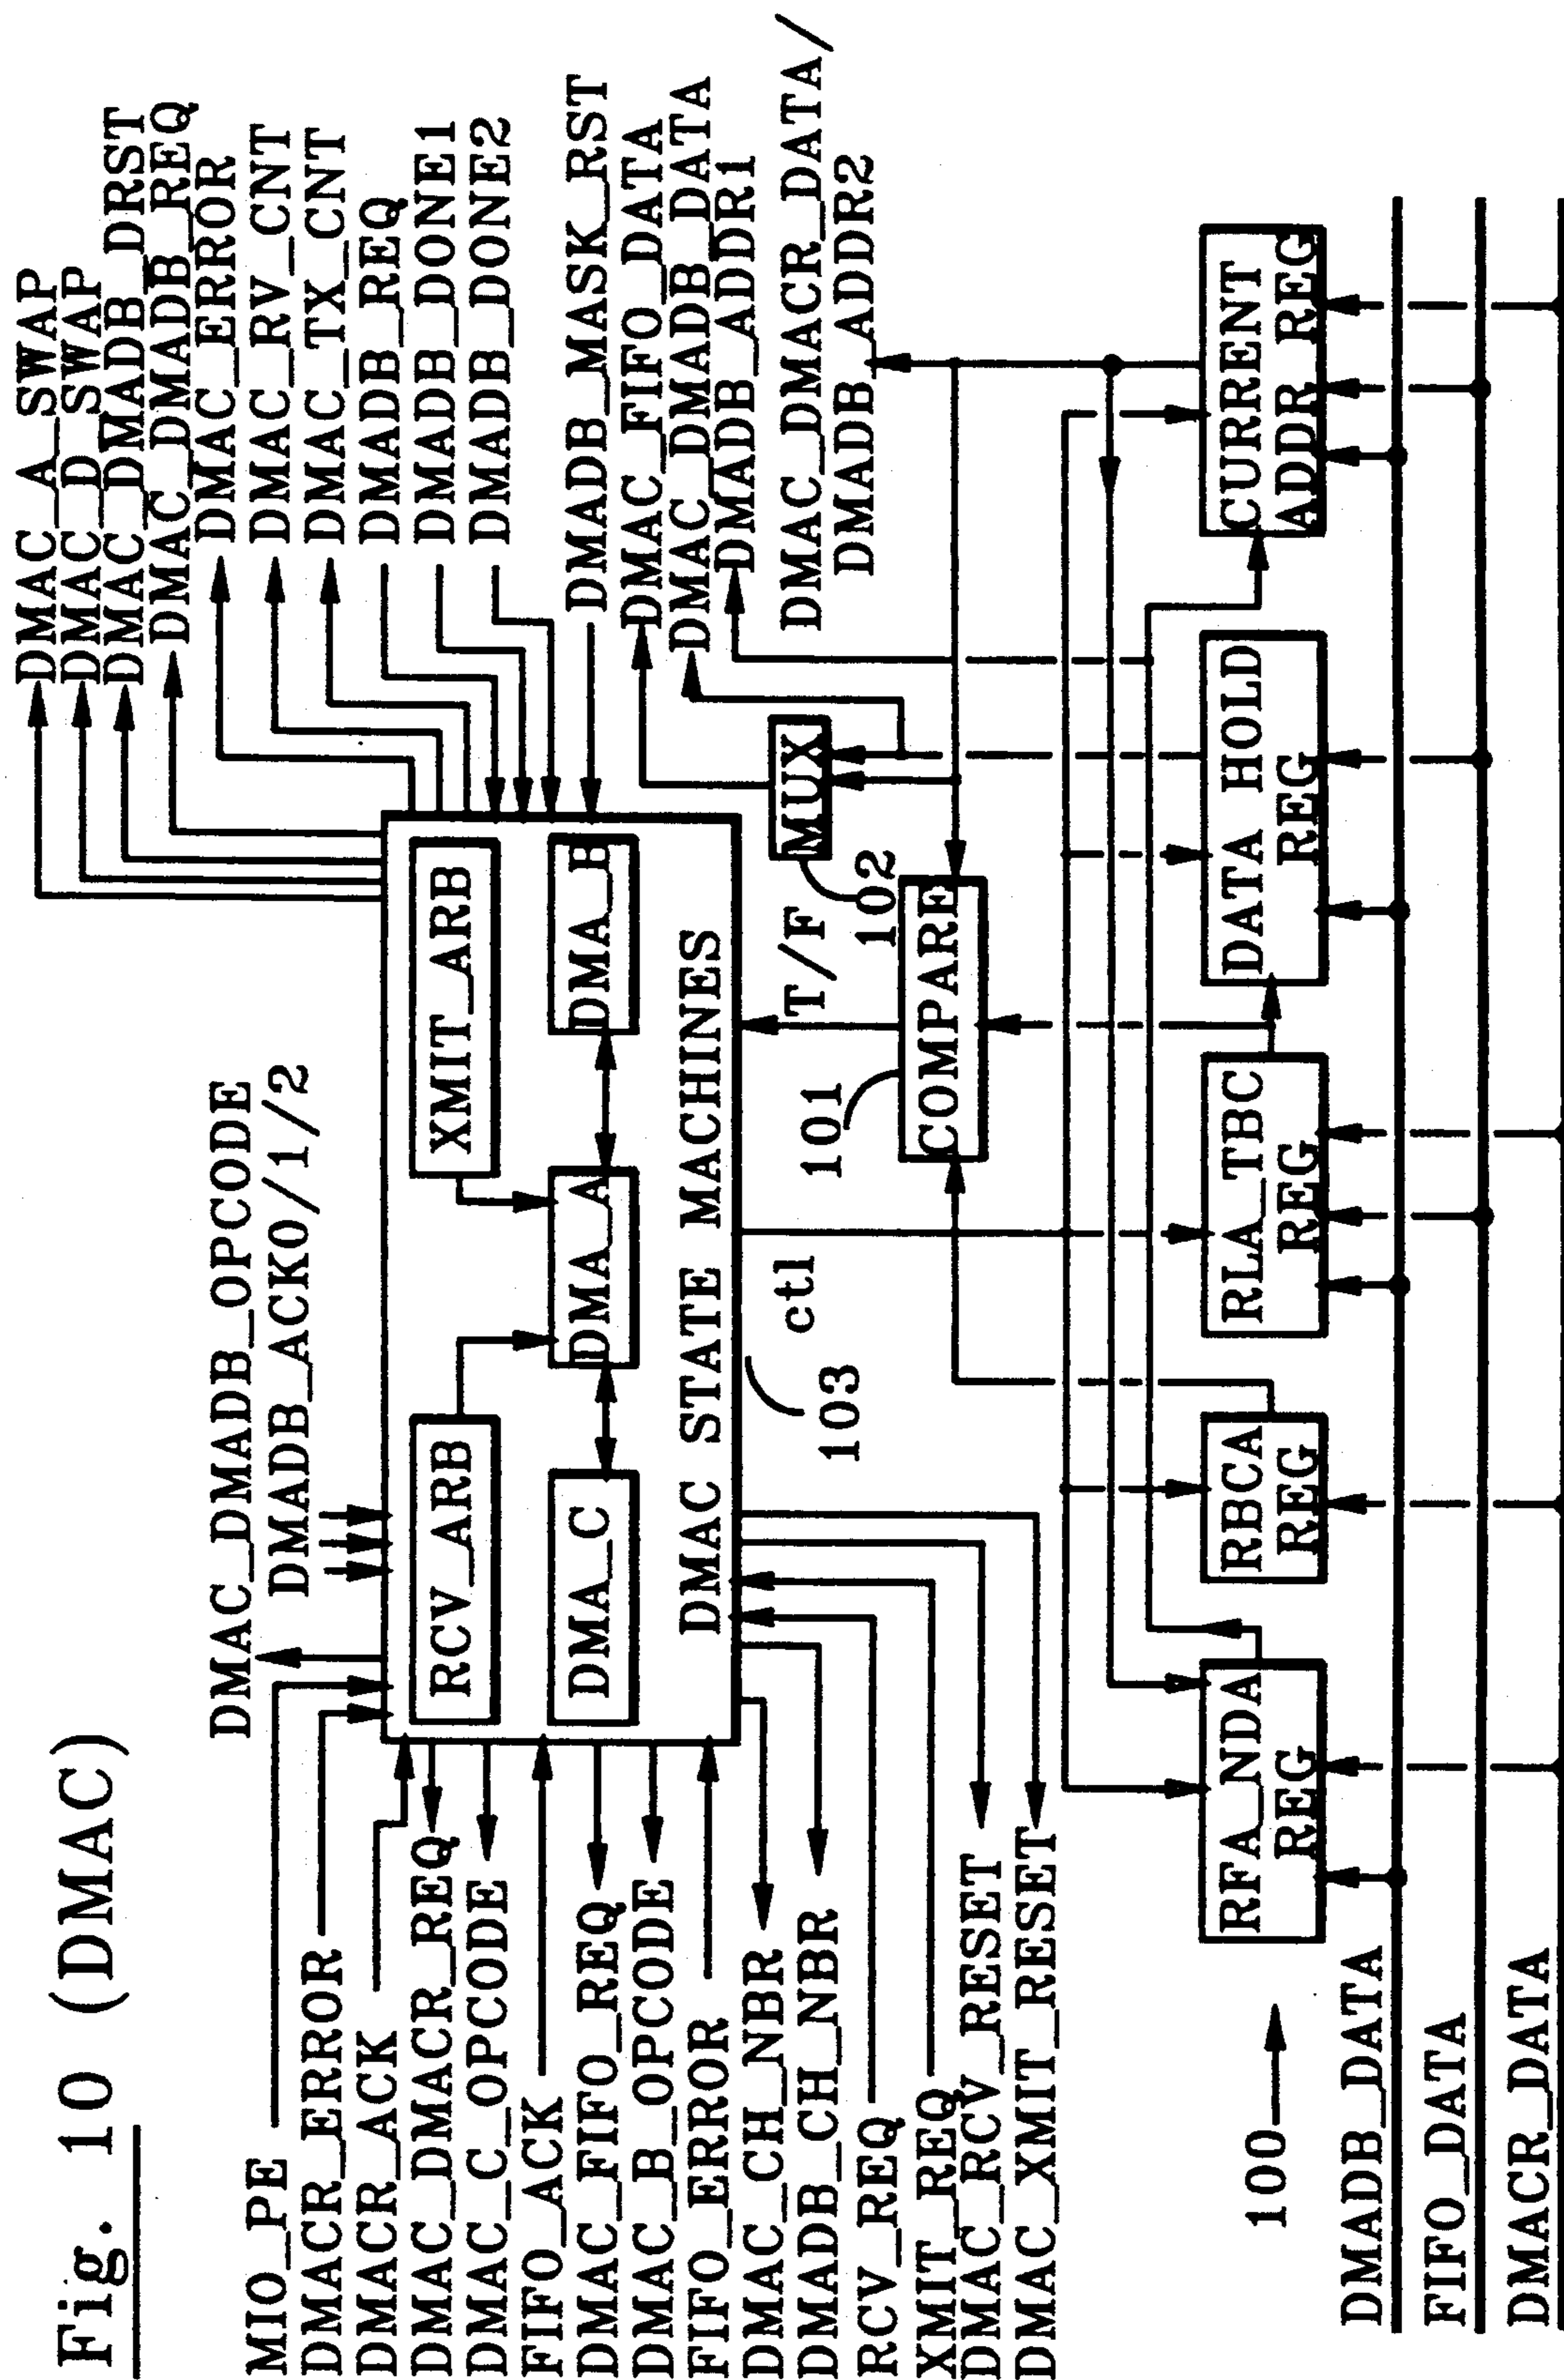 Fig. 10 (DMAC)
DMAC_A_SWAP
DMAC_D_SWAP
DMAC_DMADB_DRST
DMAC_DMADB_REQ
DMAC_ERROR
DMAC_RV_CNT
DMAC_TX_CNT
DMADB_REQ
DMADB_DONE1
DMADB_DONE2
DMADB_MASK_RST
DMAC_FIFO_DATA
DMAC_DMADB_DATA
DMADB_ADDR1
DMAC_DMACR_DATA/
DMADB_ADDR2
DMAC_DMADB_OPCODE
DMADB_ACK0/1/2
MIO_PE
DMACR_ERROR
DMACR_ACK
DMAC_DMACR_REQ
DMAC_C_OPCODE
FIFO_ACK
DMAC_FIFO_REQ
DMAC_B_OPCODE
FIFO_ERROR
DMAC_CH_NBR
DMADB_CH_NBR
RCV_REQ
XMIT_REQ
DMAC_RCV_RESET
DMAC_XMIT_RESET
RCV_ARB
XMIT_ARB
DMA_C
DMA_A
DMA_B
DMAC STATE MACHINES
103
ctl
101
T/F
102
COMPARE
MUX
100
RFA_NDA
REG
RBCA
REG
RLA_TBC
REG
DATA HOLD
REG
CURRENT
ADDR_REG
DMADB_DATA
FIFO_DATA
DMACR_DATA